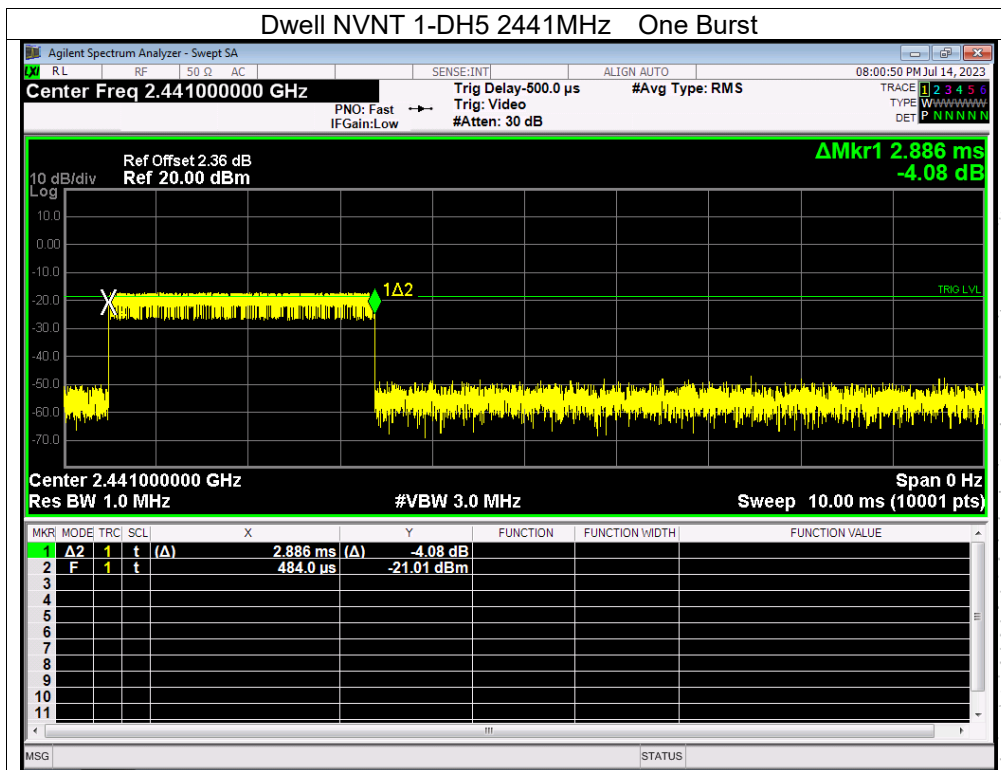 Dwell NVNT 1-DH5 2441MHz One Burst
Agilent Spectrum Analyzer - Swept SA
LXI RL RF 50 Ω AC SENSE:INT ALIGN AUTO 08:00:50 PM Jul 14, 2023
Center Freq 2.441000000 GHz Trig Delay-500.0 µs #Avg Type: RMS TRACE 1 2 3 4 5 6
PNO: Fast Trig: Video TYPE WWWWWW
IFGain:Low #Atten: 30 dB DET P N N N N N
ΔMkr1 2.886 ms
-4.08 dB
Ref Offset 2.36 dB
10 dB/div Ref 20.00 dBm
Log
10.0
0.00
-10.0
1Δ2
TRIG LVL
-20.0
-30.0
-40.0
-50.0
-60.0
-70.0
Center 2.441000000 GHz Span 0 Hz
Res BW 1.0 MHz #VBW 3.0 MHz Sweep 10.00 ms (10001 pts)
MKR MODE TRC SCL X Y FUNCTION FUNCTION WIDTH FUNCTION VALUE
1 Δ2 1 t (Δ) 2.886 ms (Δ) -4.08 dB
2 F 1 t 484.0 µs -21.01 dBm
3
4
5
6
7
8
9
10
11
MSG STATUS